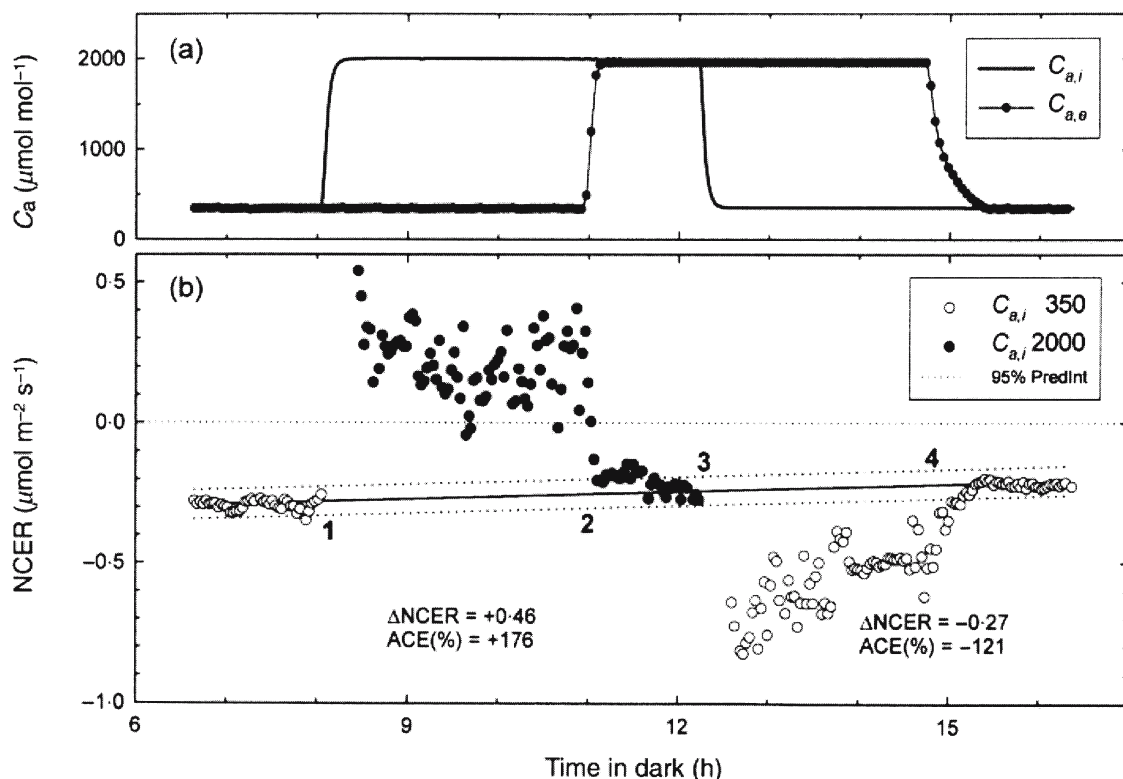 (a)
2000
1000
0
Ca (μmol mol⁻¹)
Ca,i
Ca,e
(b)
0·5
0·0
−0.5
−1·0
NCER (μmol m⁻² s⁻¹)
Ca,i 350
Ca,i 2000
95% PredInt
1
2
3
4
ΔNCER = +0·46
ACE(%) = +176
ΔNCER = −0·27
ACE(%) = −121
6
9
12
15
Time in dark (h)